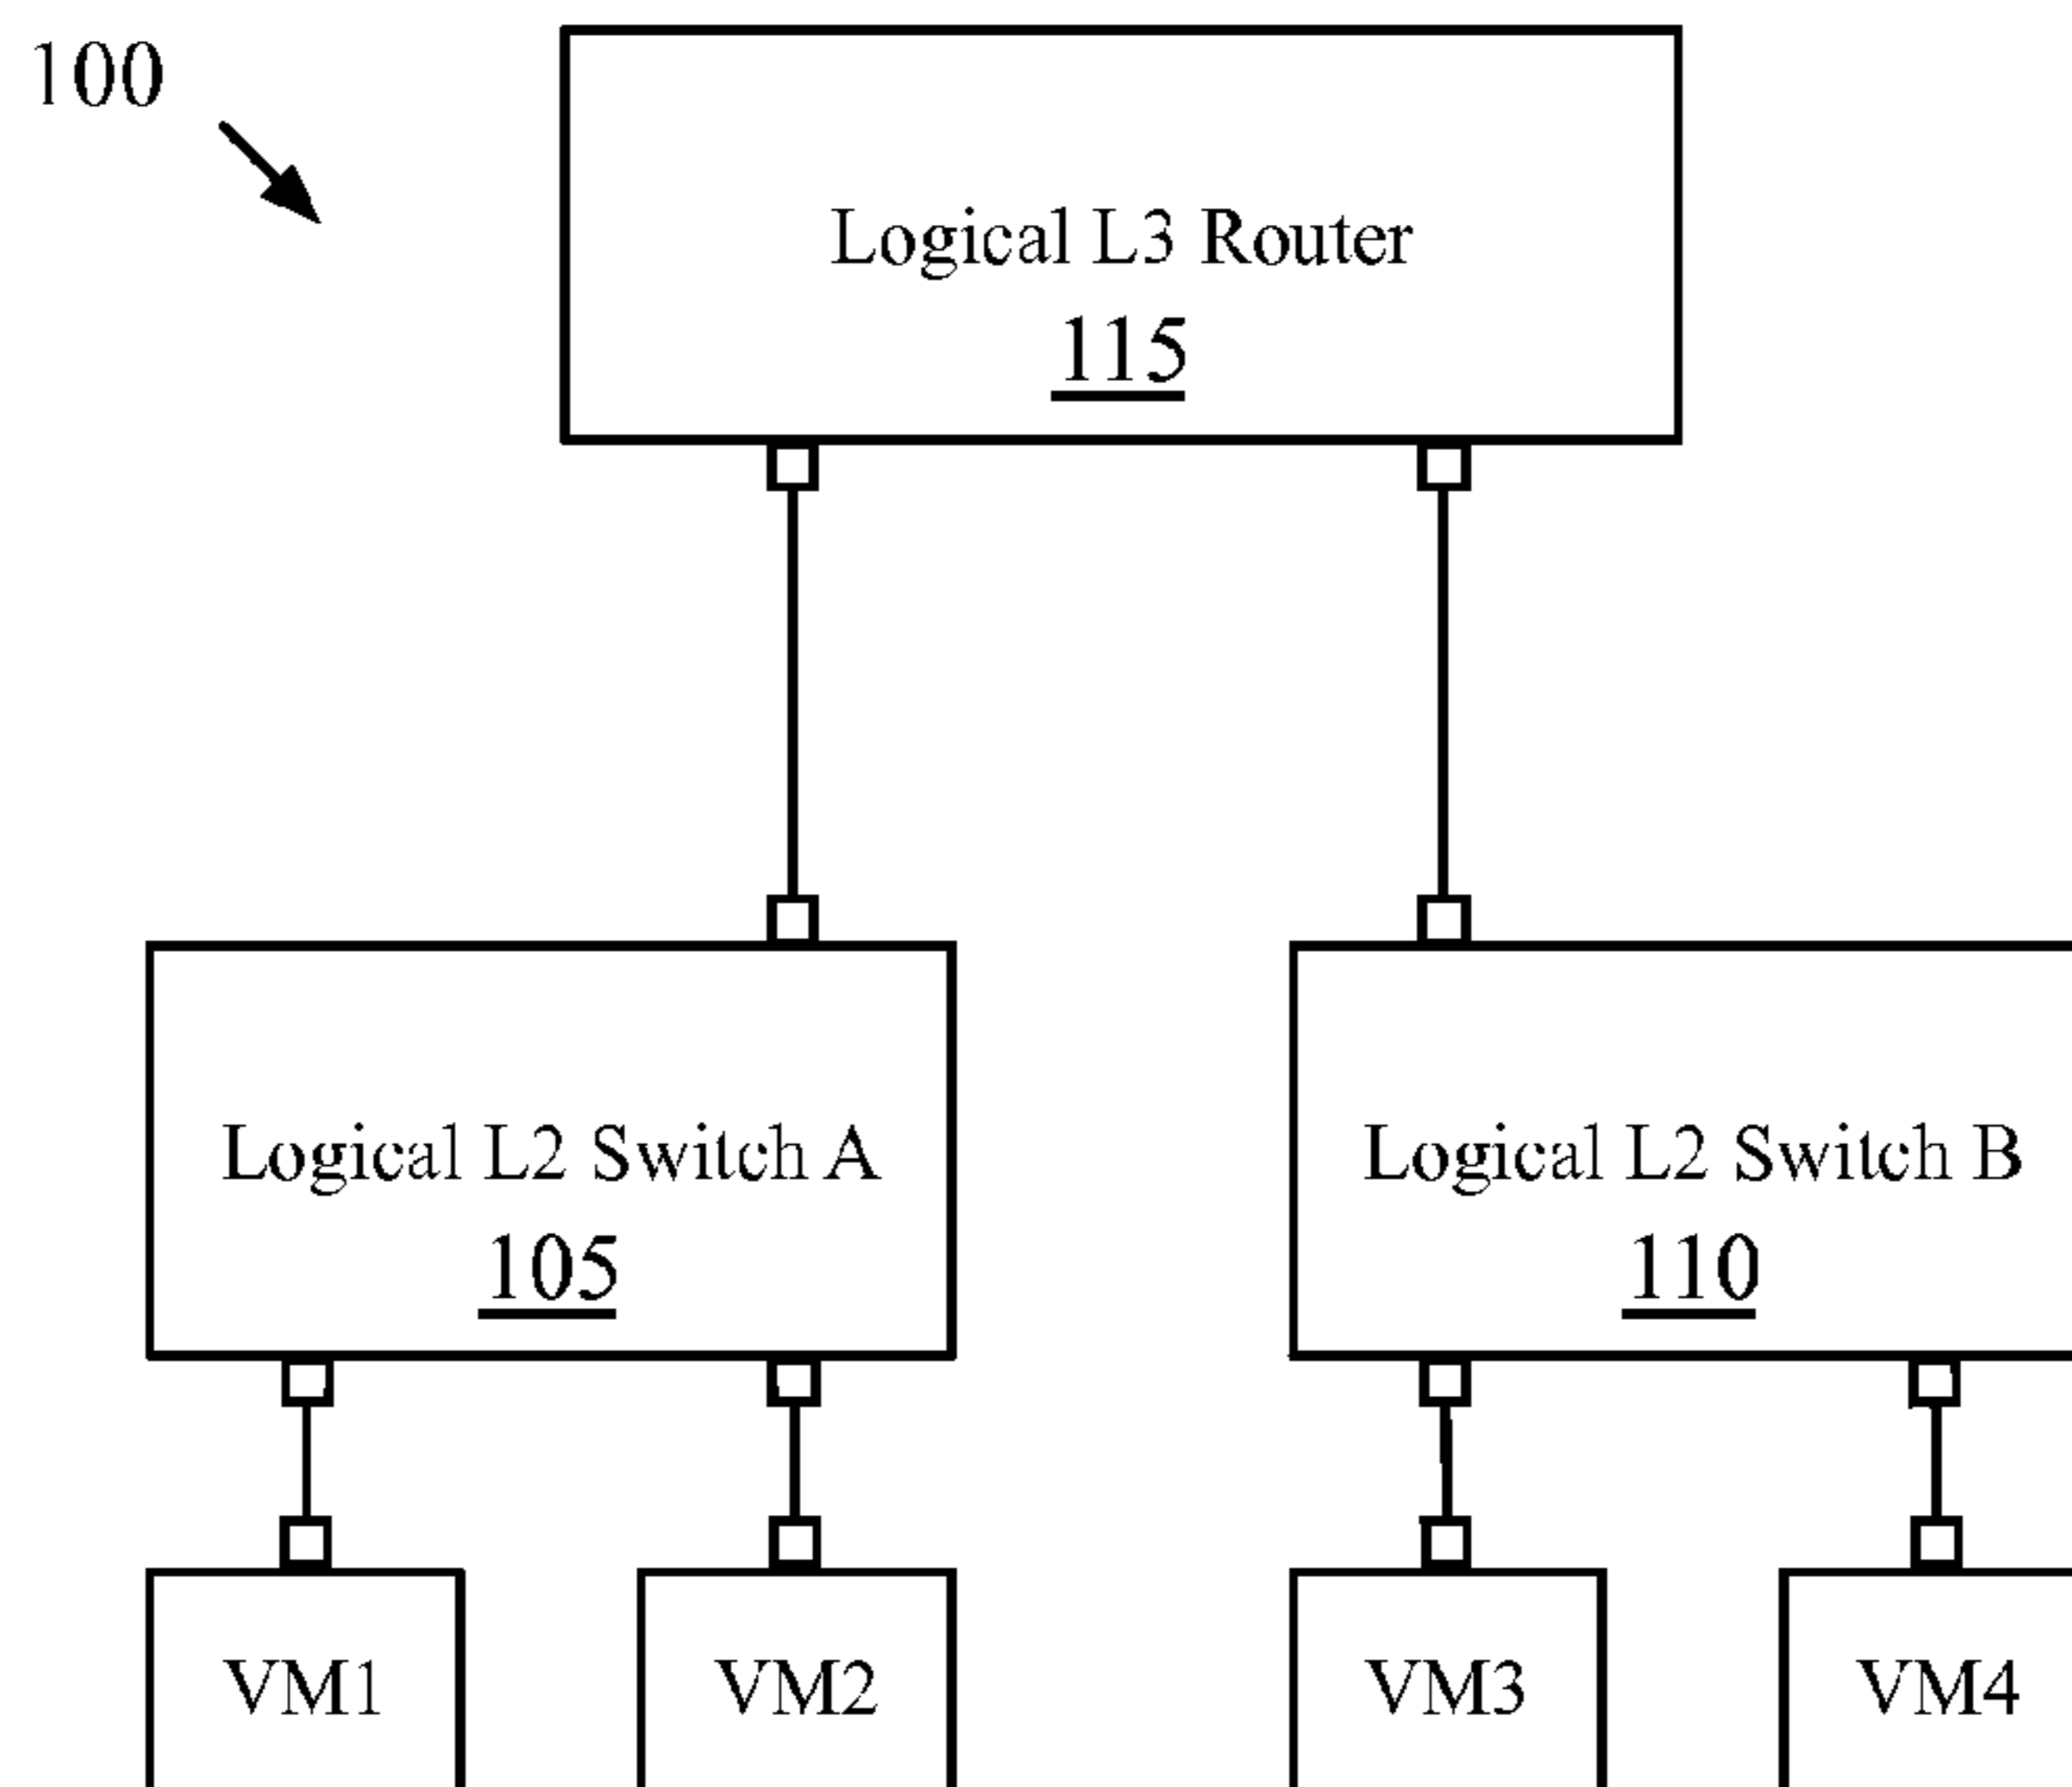 100
Logical L3 Router
115
Logical L2 Switch A
105
Logical L2 Switch B
110
VM1
VM2
VM3
VM4